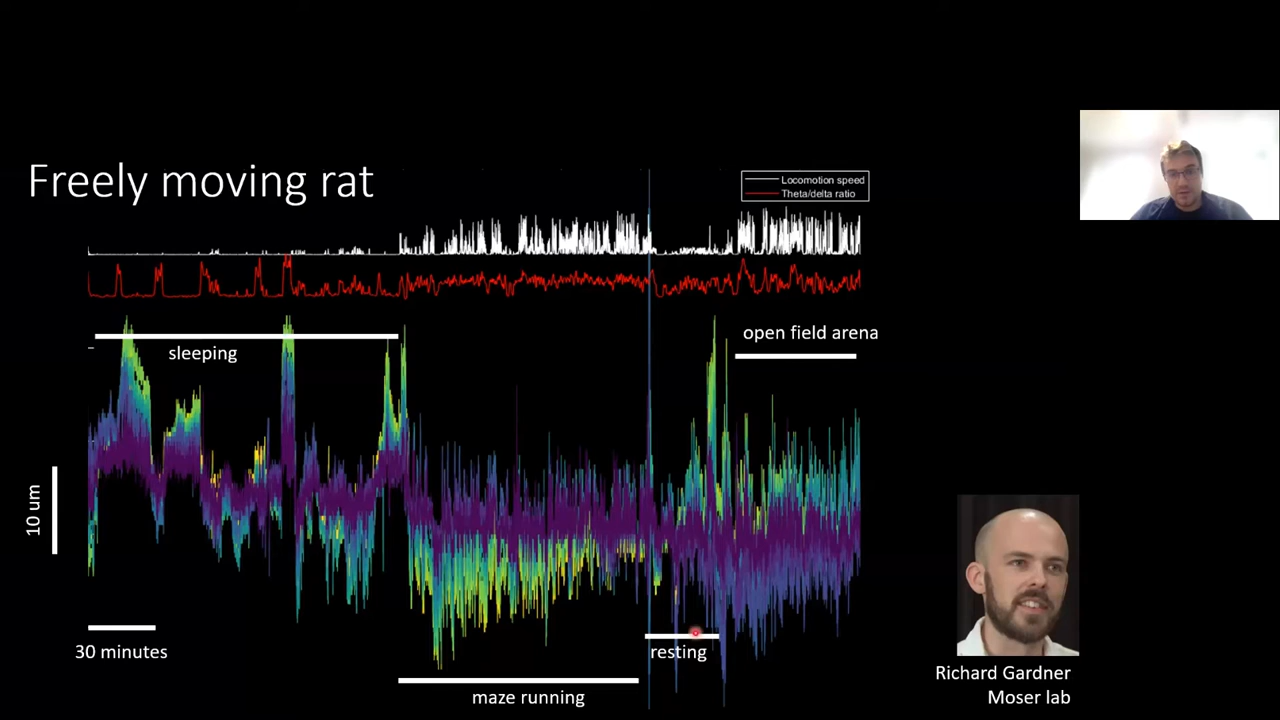 Freely moving rat
Locomotion speed
Theta/delta ratio
sleeping
open field arena
10 um
30 minutes
resting
maze running
Richard Gardner
Moser lab